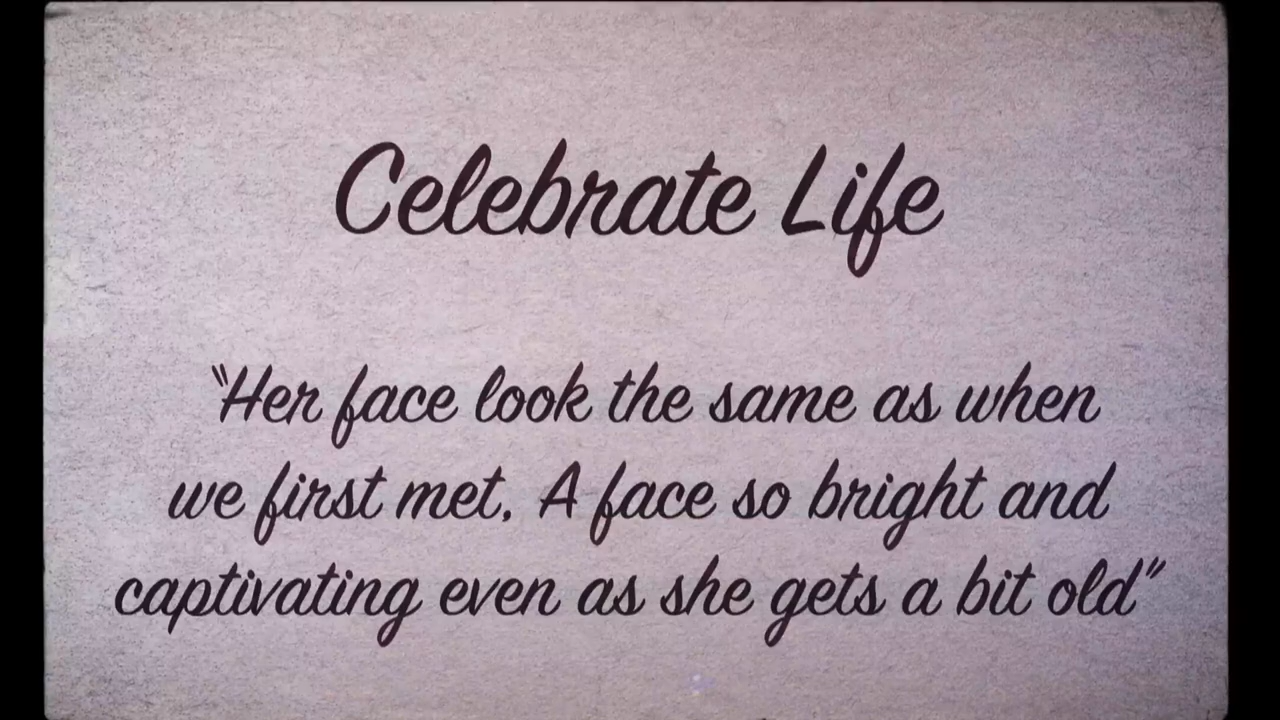 Celebrate Life
"Her face look the same as when
we first met, A face so bright and
captivating even as she gets a bit old"